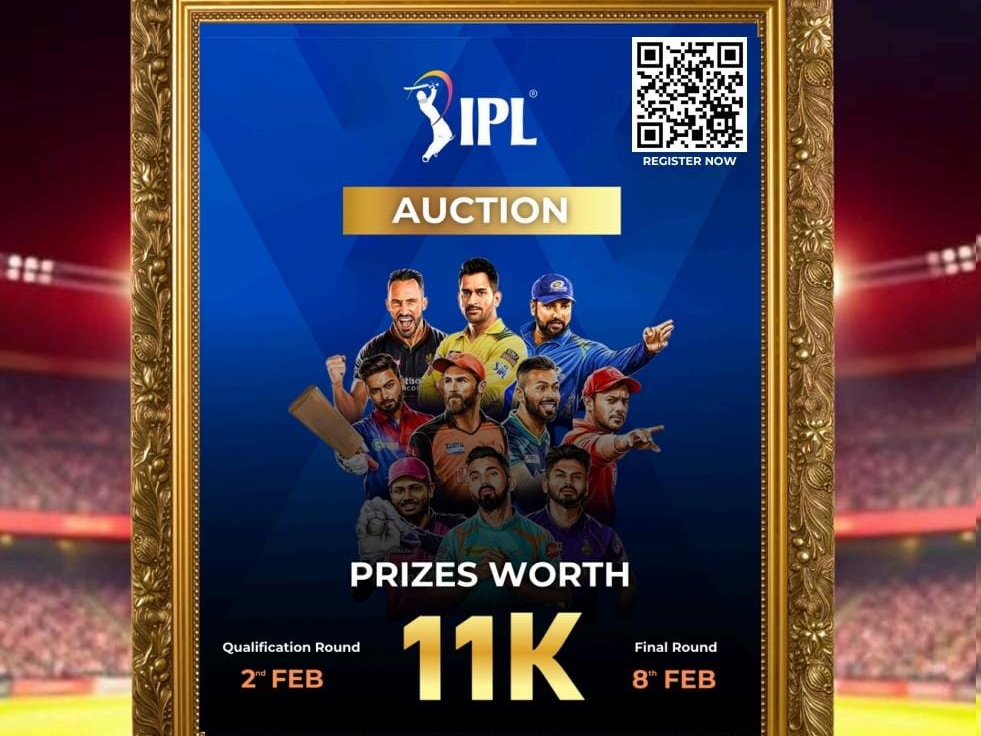 IPL®
REGISTER NOW
AUCTION
PRIZES WORTH
11K
Qualification Round
2nd FEB
Final Round
8th FEB